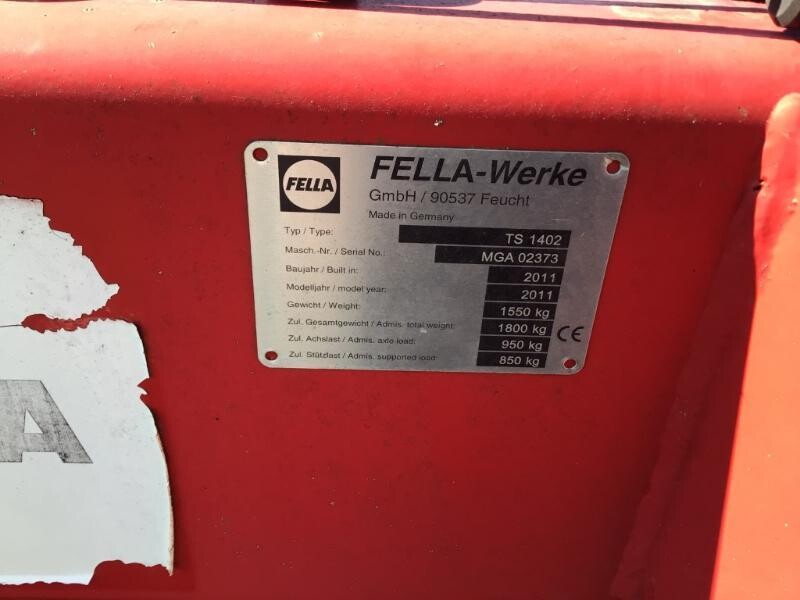 FELLA
FELLA-Werke
GmbH / 90537 Feucht
Made in Germany
Typ / Type: TS 1402
Masch.-Nr. / Serial No.: MGA 02373
Baujahr / Built in: 2011
Modelljahr / model year: 2011
Gewicht / Weight: 1550 kg
Zul. Gesamtgewicht / Admis. total weight: 1800 kg CE
Zul. Achslast / Admis. axle load: 950 kg
Zul. Stützlast / Admis. supported load: 850 kg
A